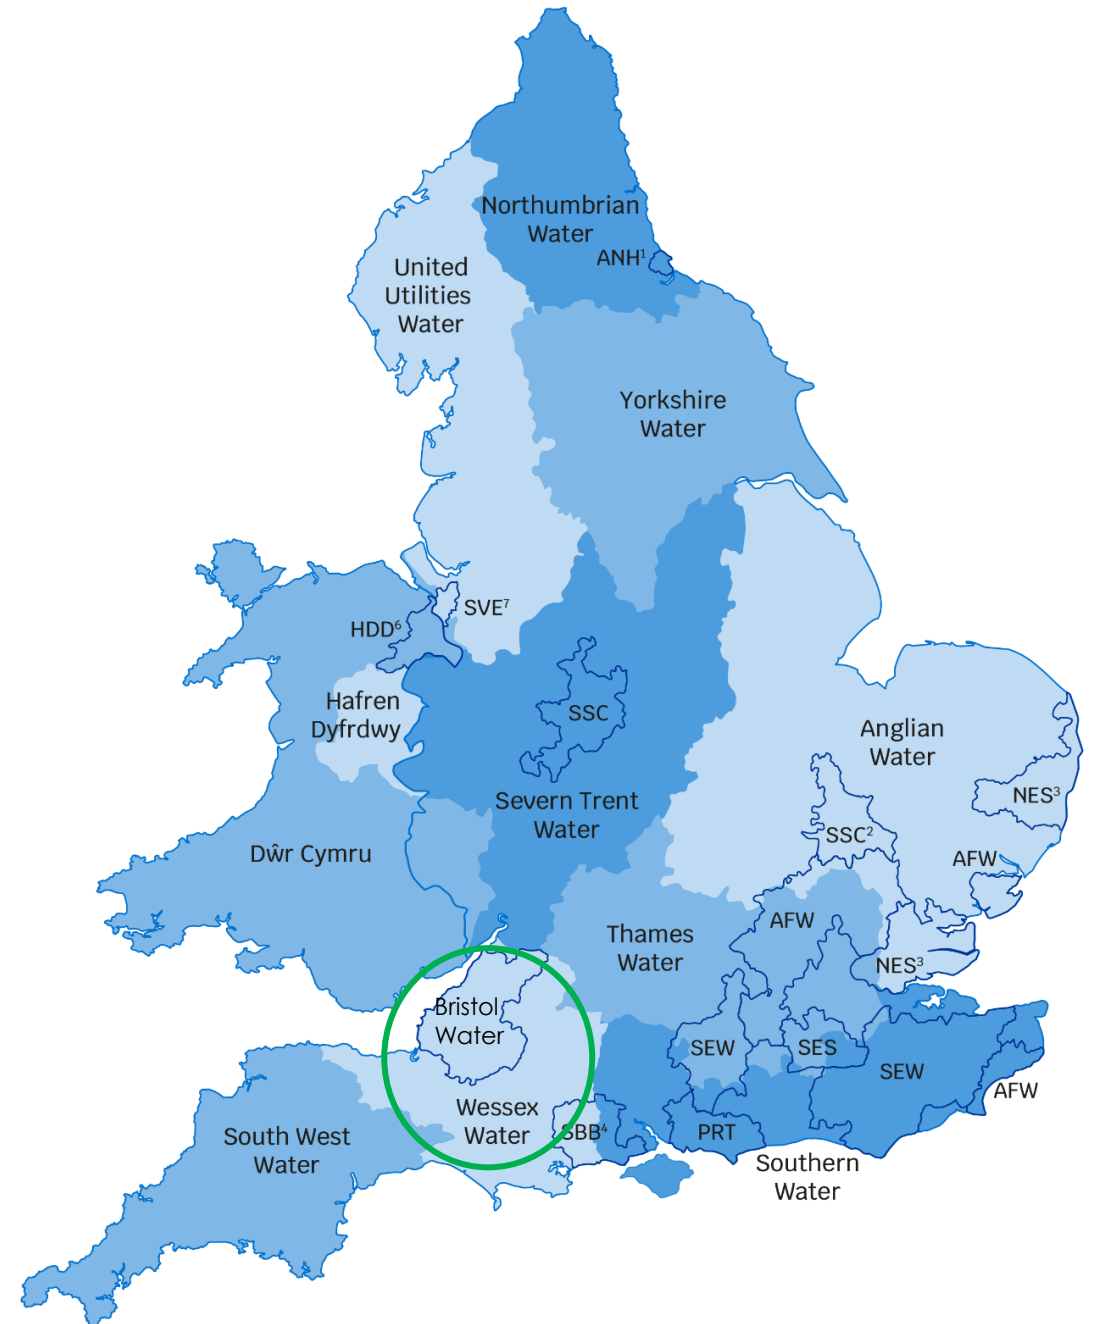 Northumbrian
Water
ANH¹
United
Utilities
Water
Yorkshire
Water
SVE⁷
HDD⁶
Hafren
Dyfrdwy
SSC
Anglian
Water
NES³
Severn Trent
Water
SSC²
Dŵr Cymru
AFW
AFW
Thames
Water
NES³
Bristol
Water
SEW
SES
SEW
AFW
Wessex
Water
SBB⁴
PRT
South West
Water
Southern
Water